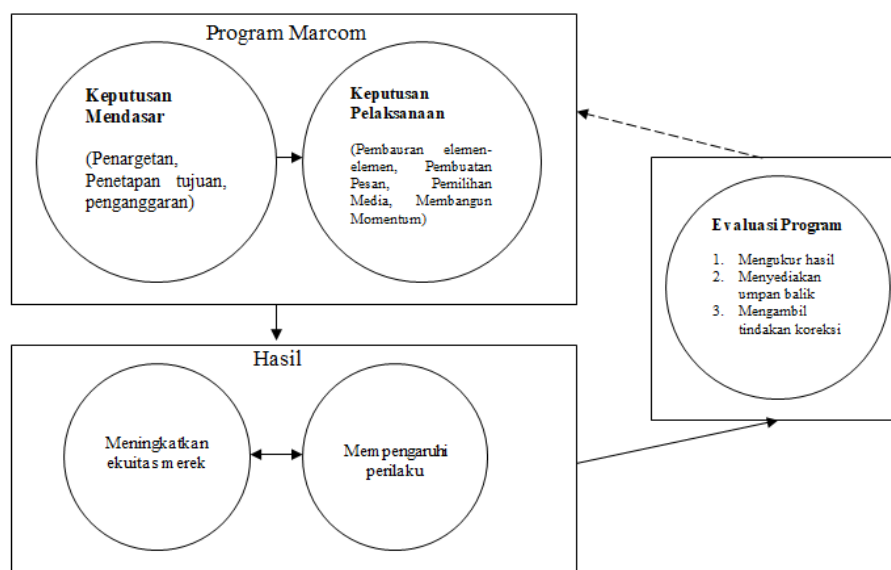 Program Marcom
Keputusan
Mendasar
(Penargetan,
Penetapan tujuan,
penganggaran)
Keputusan
Pelaksanaan
(Pembauran elemen-
elemen, Pembuatan
Pesan, Pemilihan
Media, Membangun
Momentum)
Evaluasi Program
1. Mengukur hasil
2. Menyediakan
umpan balik
3. Mengambil
tindakan koreksi
Hasil
Meningkatkan
ekuitas merek
Mempengaruhi
perilaku